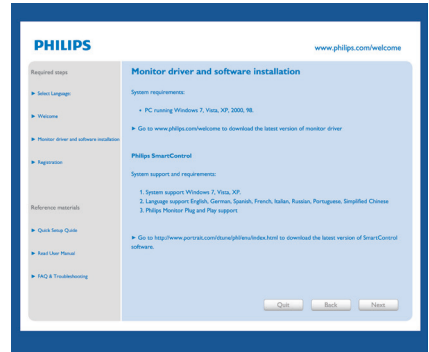 PHILIPS
www.philips.com/welcome
Required steps
► Select Language:
► Welcome
► Monitor driver and software installation
► Registration
Reference materials
► Quick Setup Quide
► Read User Manual
► FAQ & Troubleshooting
Monitor driver and software installation
System requirements:
• PC running Windows 7, Vista, XP, 2000, 98,
► Go to www.philips.com/welcome to download the latest version of monitor driver
Philips SmartControl
System support and requirements:
1. System support Windows 7, Vista, XP.
2. Language support English, German, Spanish, French, Italian, Russian, Portuguese, Simplified Chinese
3. Philips Monitor Plug and Play support
► Go to http://www.portrait.com/dtune/phil/enu/index.html to download the latest version of SmartControl
software.
Quit
Back
Next